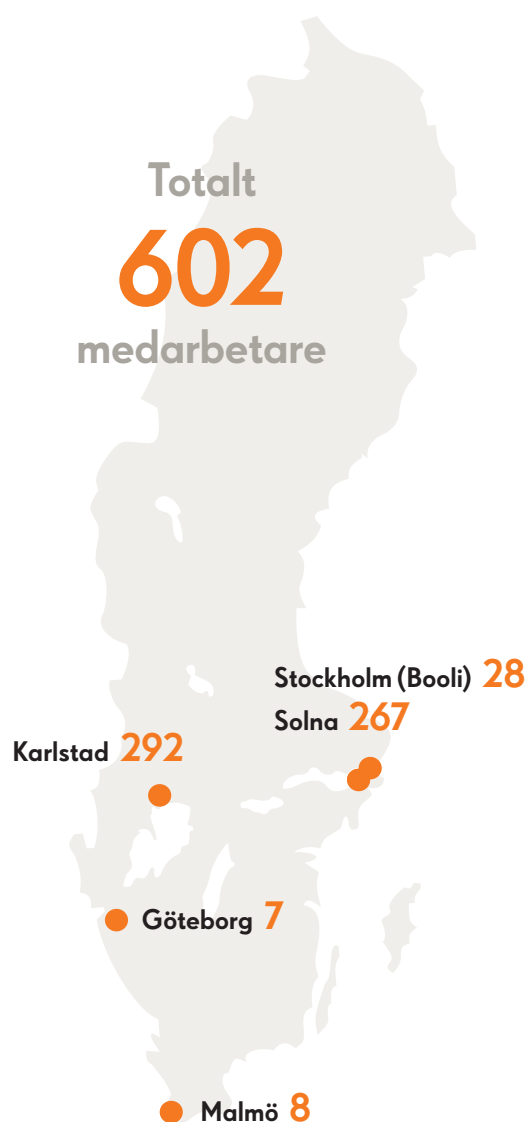 Totalt
602
medarbetare
Stockholm (Booli) 28
Solna 267
Karlstad 292
Göteborg 7
Malmö 8